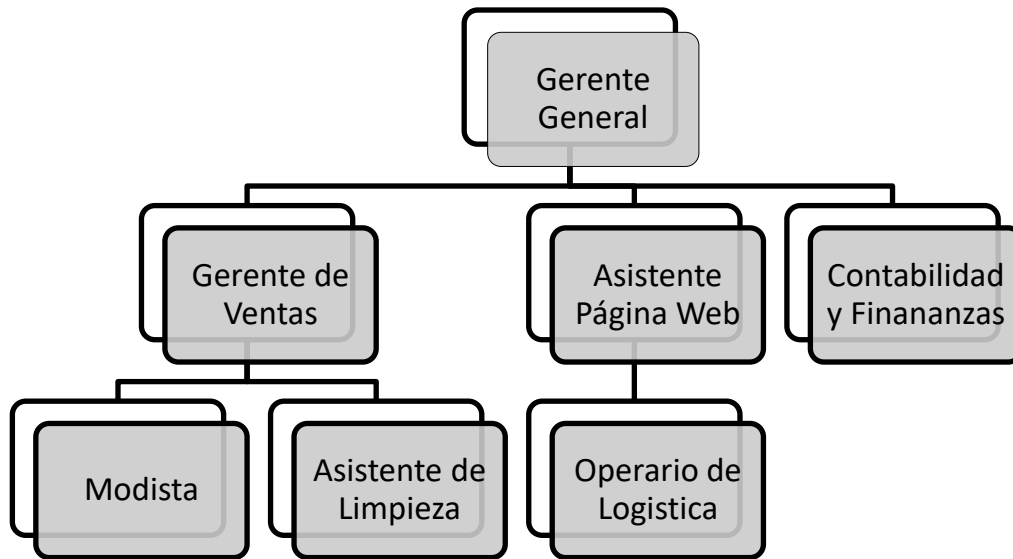 Gerente
General
Gerente de
Ventas
Asistente
Página Web
Contabilidad
y Finananzas
Modista
Asistente de
Limpieza
Operario de
Logistica